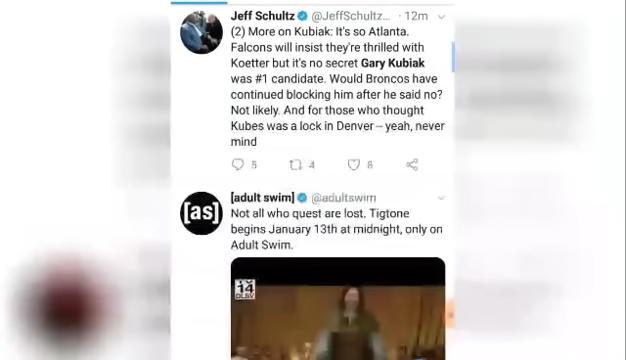 Jeff Schultz @JeffSchultz... · 12m
(2) More on Kubiak: It's so Atlanta.
Falcons will insist they're thrilled with
Koetter but it's no secret Gary Kubiak
was #1 candidate. Would Broncos have
continued blocking him after he said no?
Not likely. And for those who thought
Kubes was a lock in Denver – yeah, never
mind
5 4 8
[as]
[adult swim] @adultswim
Not all who quest are lost. Tigtone
begins January 13th at midnight, only on
Adult Swim.
TV
14
DLSV